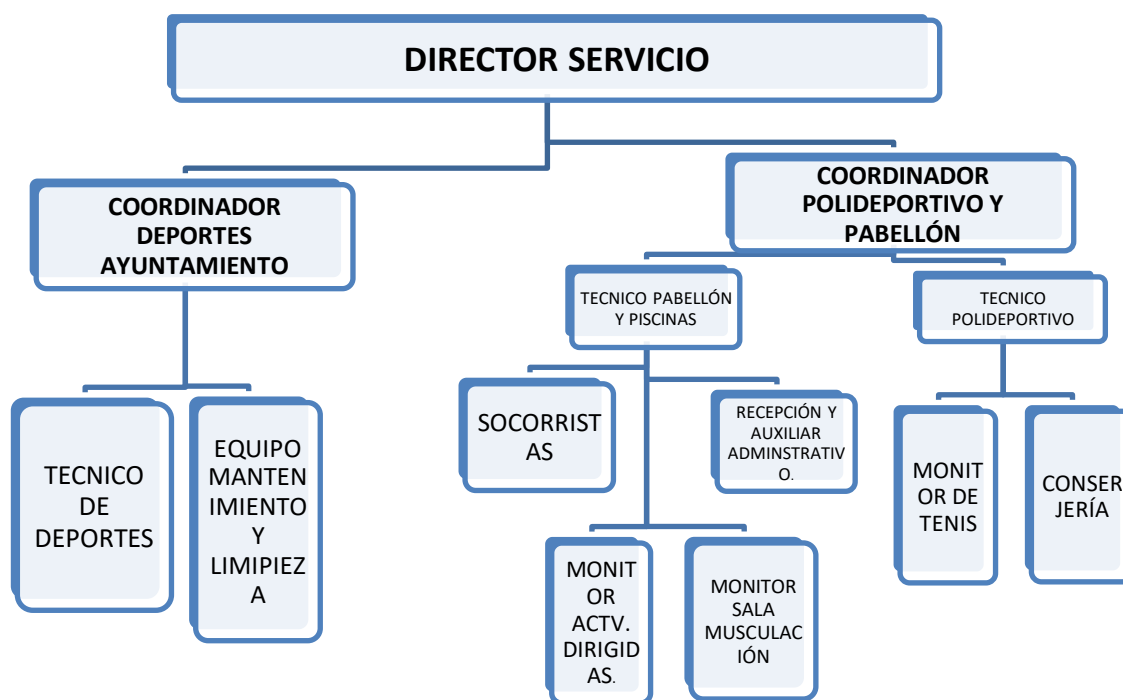 DIRECTOR SERVICIO
COORDINADOR
DEPORTES
AYUNTAMIENTO
COORDINADOR
POLIDEPORTIVO Y
PABELLÓN
TECNICO PABELLÓN
Y PISCINAS
TECNICO
POLIDEPORTIVO
TECNICO
DE
DEPORTES
EQUIPO
MANTEN
IMIENTO
Y
LIMIPIEZ
A
SOCORRIST
AS
RECEPCIÓN Y
AUXILIAR
ADMINSTRATIV
O.
MONIT
OR DE
TENIS
CONSER
JERÍA
MONIT
OR
ACTV.
DIRIGID
AS.
MONITOR
SALA
MUSCULAC
IÓN